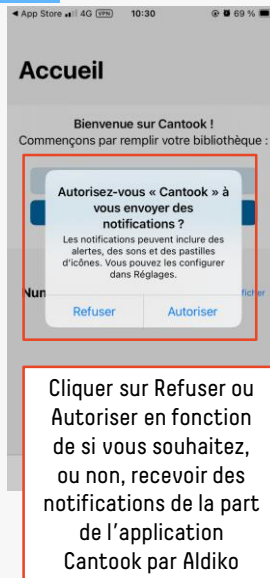 App Store 4G VPN 10:30 69 %
Accueil
Bienvenue sur Cantook !
Commençons par remplir votre bibliothèque :
Autorisez-vous « Cantook » à
vous envoyer des
notifications ?
Les notifications peuvent inclure des
alertes, des sons et des pastilles
d'icônes. Vous pouvez les configurer
dans Réglages.
Refuser Autoriser
Cliquer sur Refuser ou
Autoriser en fonction
de si vous souhaitez,
ou non, recevoir des
notifications de la part
de l'application
Cantook par Aldiko